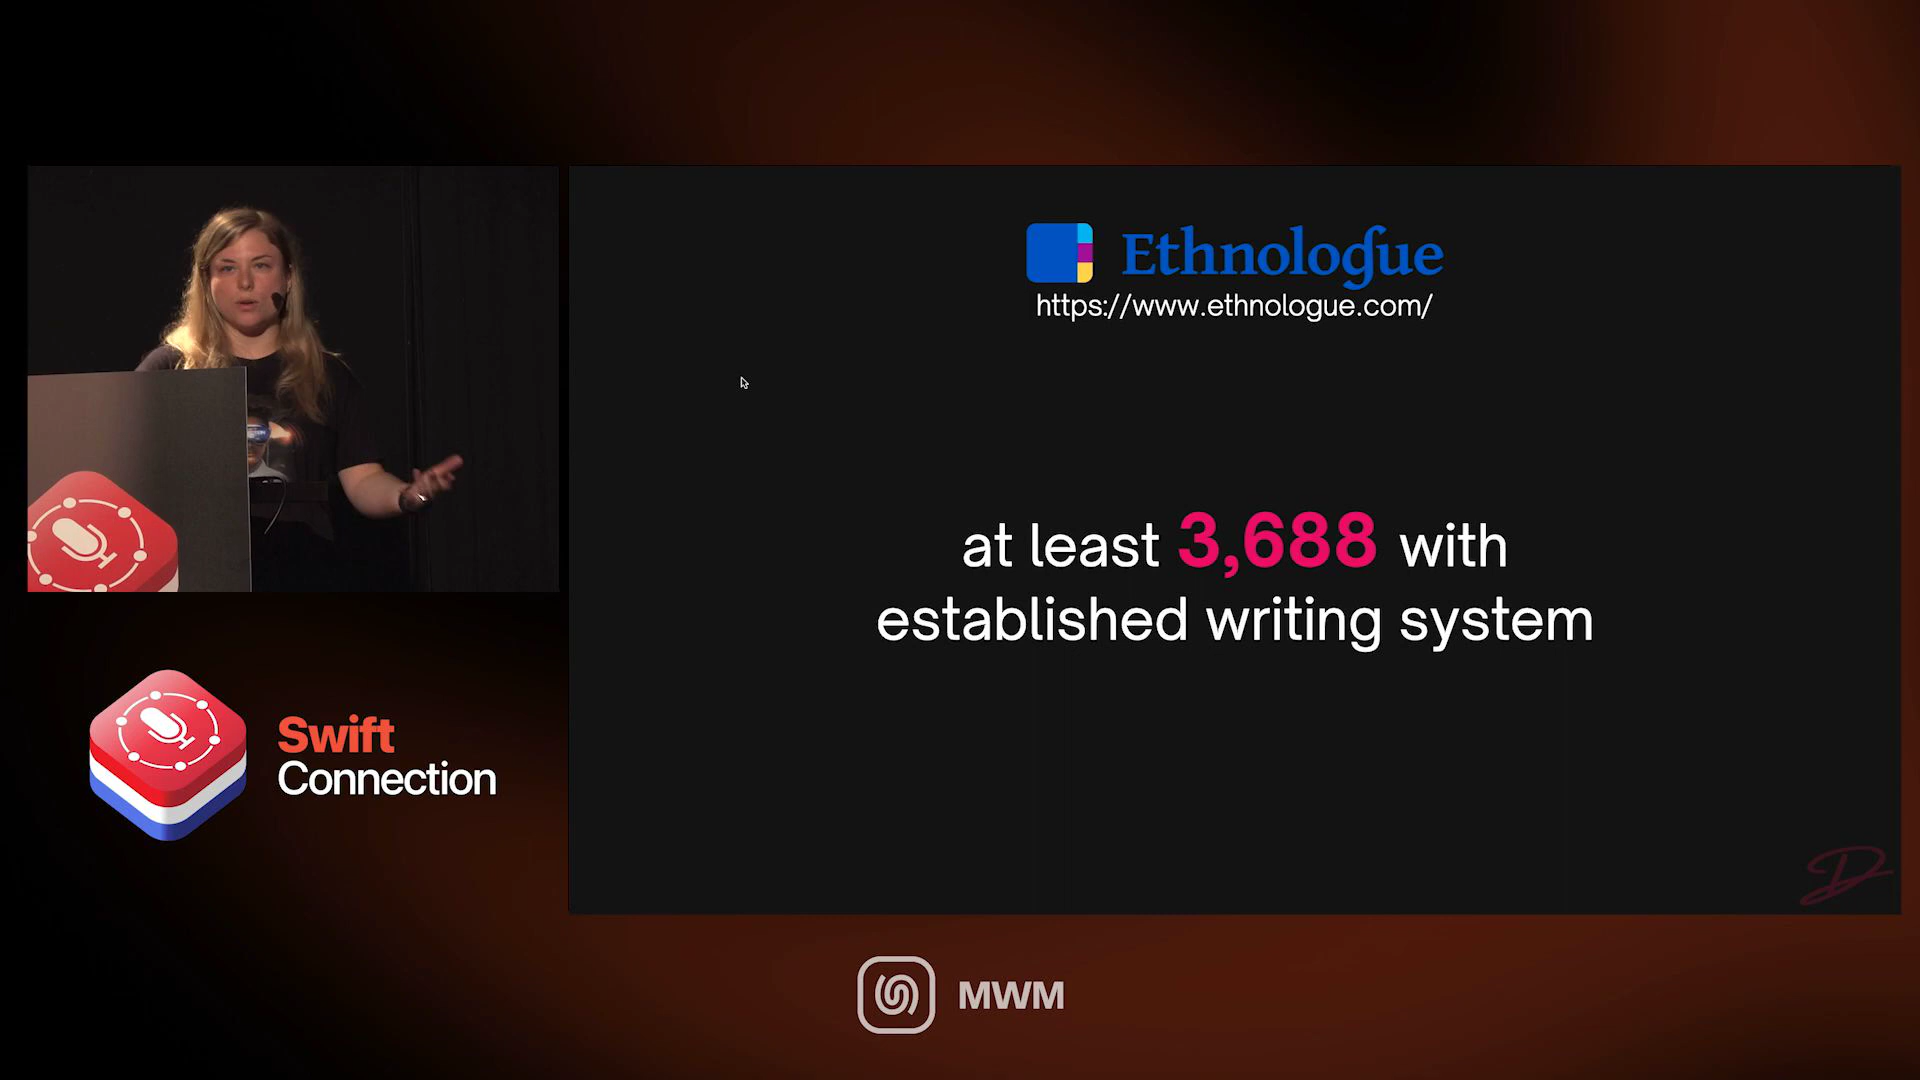 Ethnologue
https://www.ethnologue.com/
at least 3,688 with
established writing system
Swift
Connection
MWM